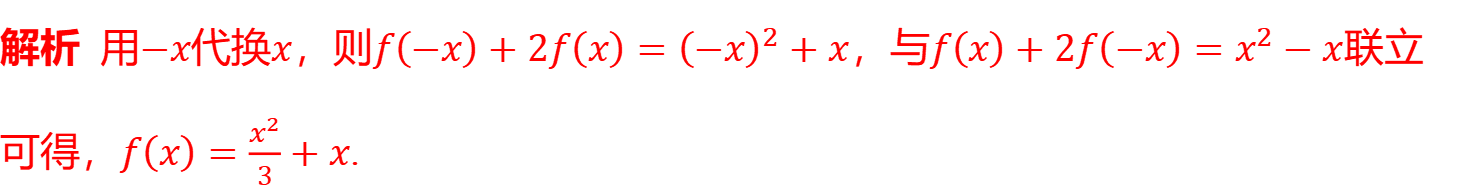 解析 用−x代换x，则f(−x) + 2f(x) = (−x)² + x，与f(x) + 2f(−x) = x² − x联立
可得，f(x) = x²/3 + x.